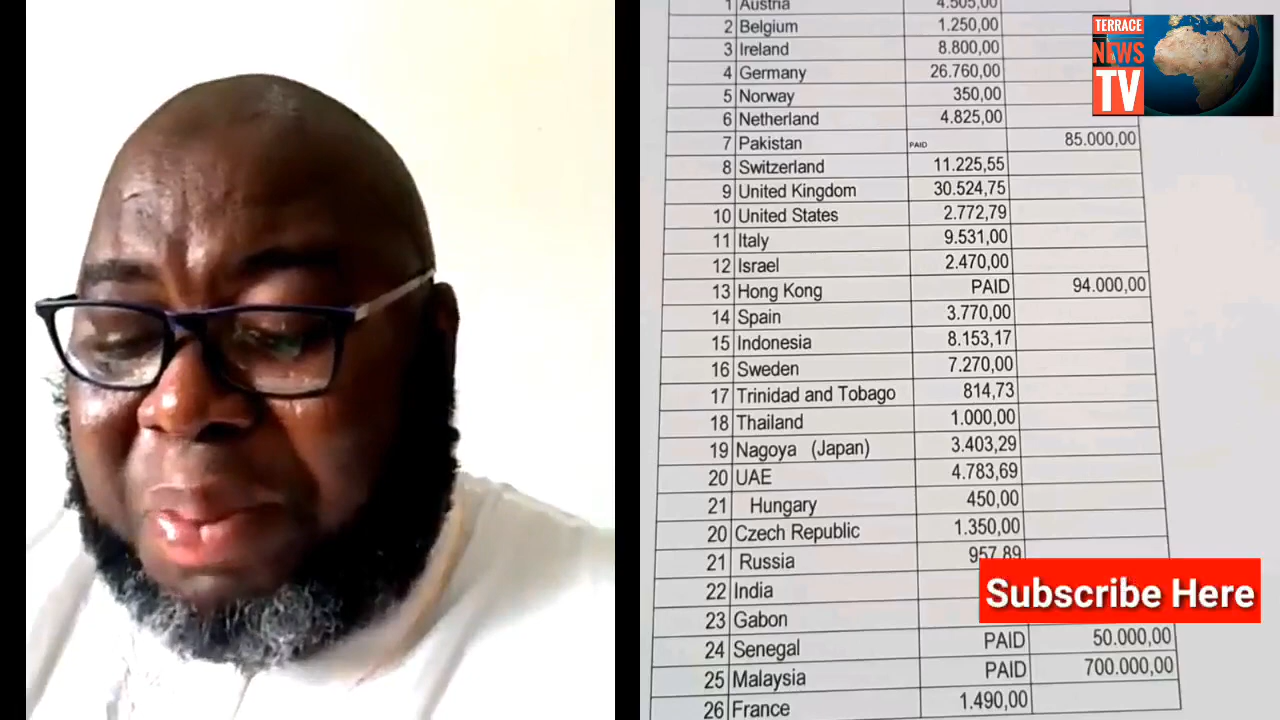 1 Austria 4.505,00
2 Belgium 1.250,00
3 Ireland 8.800,00
4 Germany 26.760,00
5 Norway 350,00
6 Netherland 4.825,00
7 Pakistan PAID 85.000,00
8 Switzerland 11.225,55
9 United Kingdom 30.524,75
10 United States 2.772,79
11 Italy 9.531,00
12 Israel 2.470,00
13 Hong Kong PAID 94.000,00
14 Spain 3.770,00
15 Indonesia 8.153,17
16 Sweden 7.270,00
17 Trinidad and Tobago 814,73
18 Thailand 1.000,00
19 Nagoya (Japan) 3.403,29
20 UAE 4.783,69
21 Hungary 450,00
20 Czech Republic 1.350,00
21 Russia 957,89
22 India
23 Gabon
24 Senegal PAID 50.000,00
25 Malaysia PAID 700.000,00
26 France 1.490,00
TERRACE
NEWS
TV
Subscribe Here